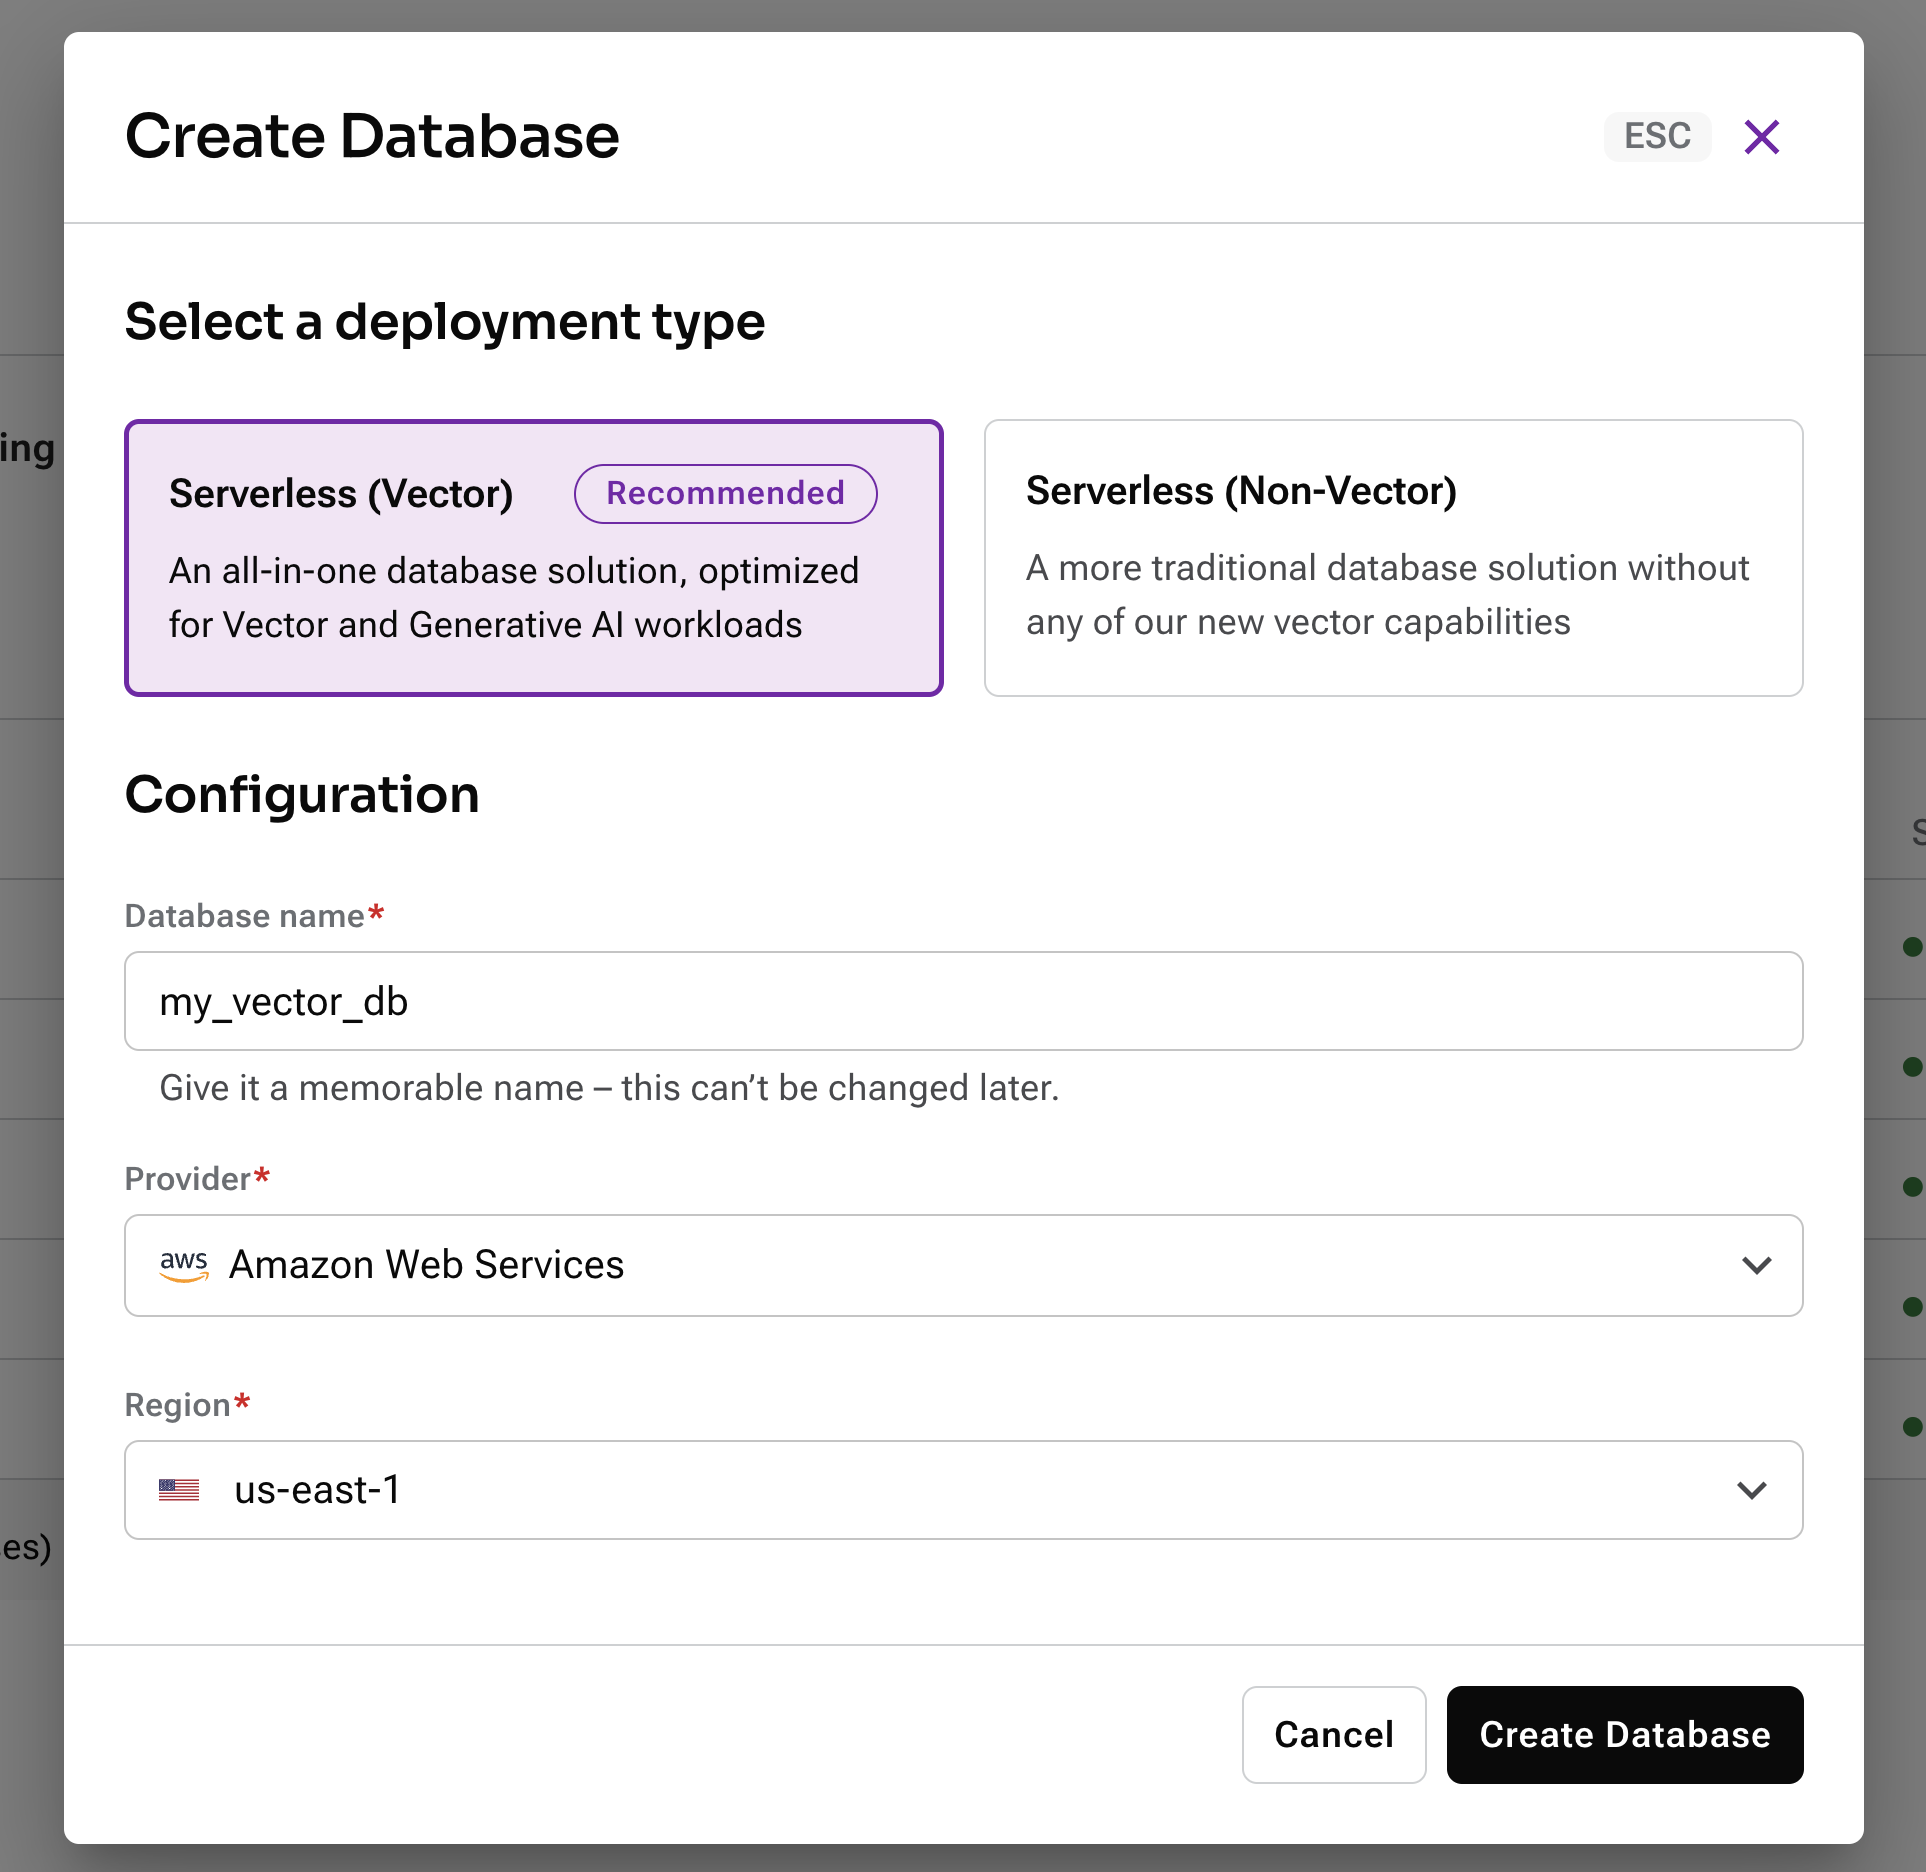 Create Database
ESC
Select a deployment type
Serverless (Vector)
Recommended
An all-in-one database solution, optimized
for Vector and Generative AI workloads
Serverless (Non-Vector)
A more traditional database solution without
any of our new vector capabilities
Configuration
Database name*
my_vector_db
Give it a memorable name – this can’t be changed later.
Provider*
aws Amazon Web Services
Region*
us-east-1
Cancel
Create Database